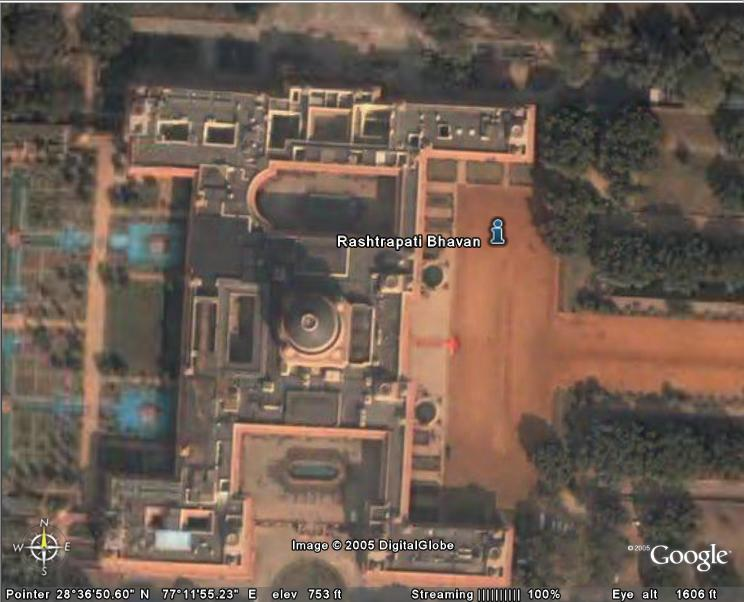 Rashtrapati Bhavan
N
W E
S
Image © 2005 DigitalGlobe
© 2005 Google™
Pointer 28°36'50.60" N 77°11'55.23" E elev 753 ft Streaming |||||||||| 100% Eye alt 1606 ft